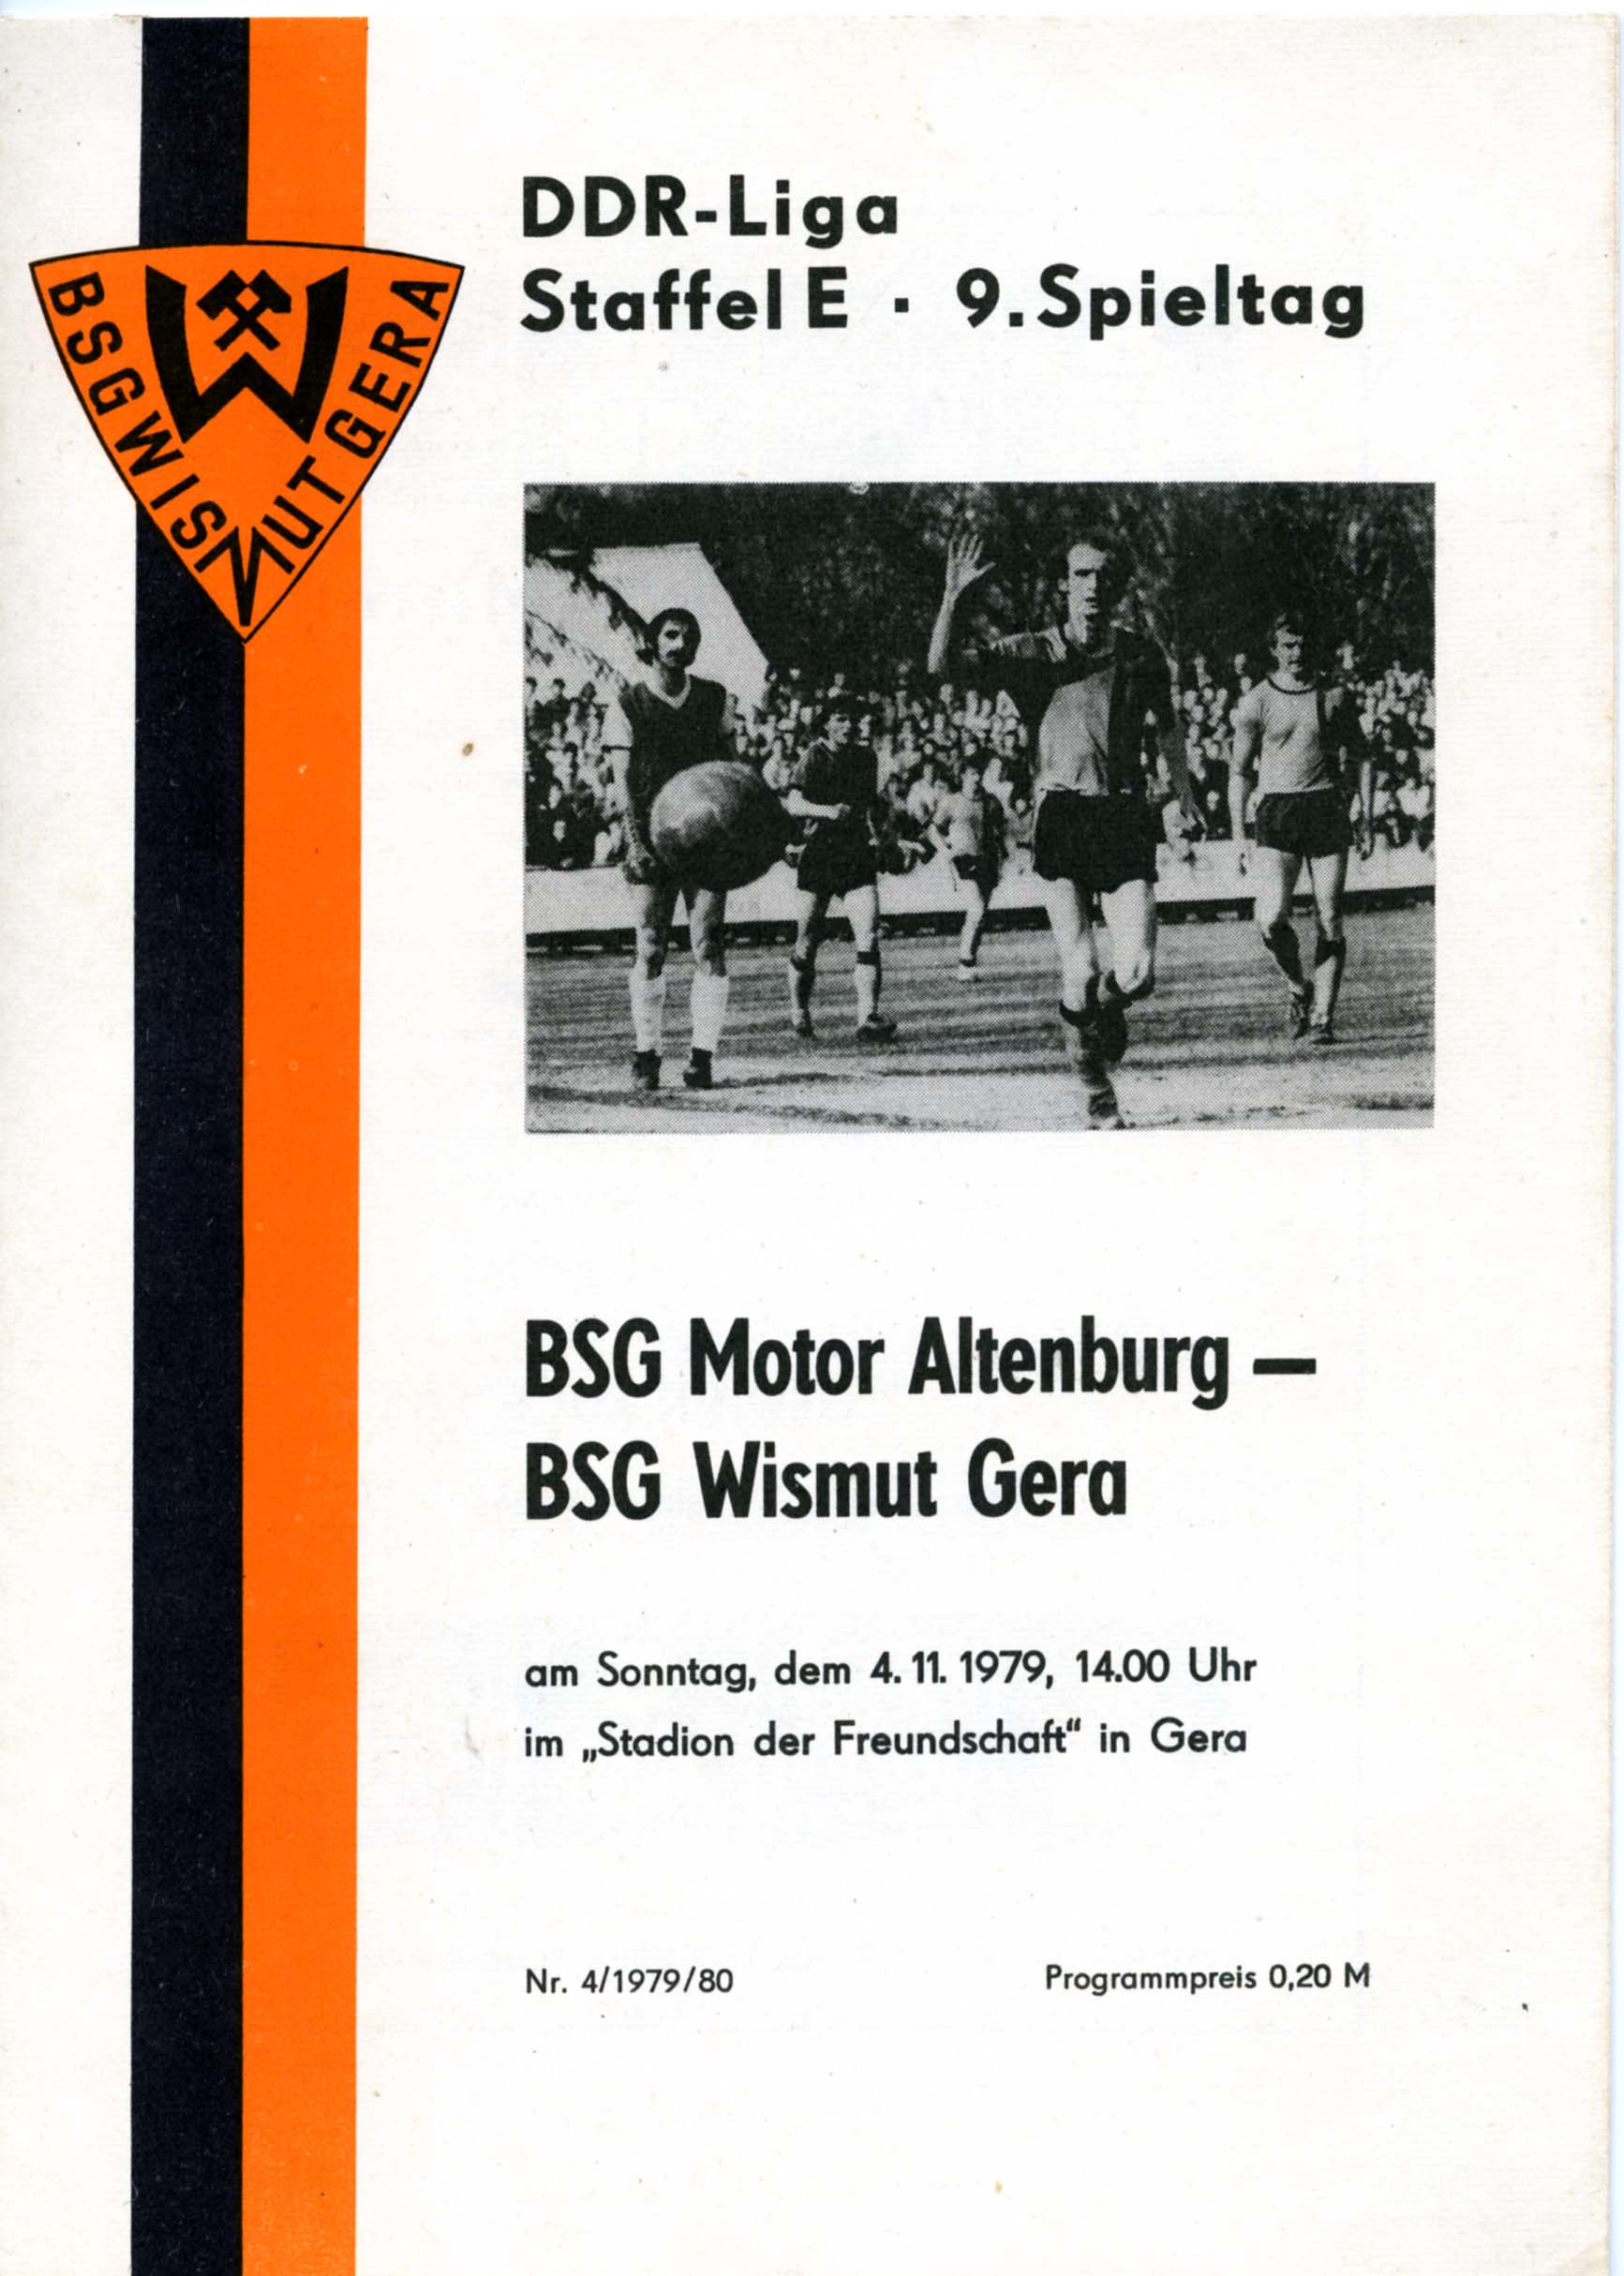 BSG WISMUT GERA
W
DDR-Liga
Staffel E · 9. Spieltag
BSG Motor Altenburg –
BSG Wismut Gera
am Sonntag, dem 4. 11. 1979, 14.00 Uhr
im „Stadion der Freundschaft“ in Gera
Nr. 4/1979/80
Programmpreis 0,20 M